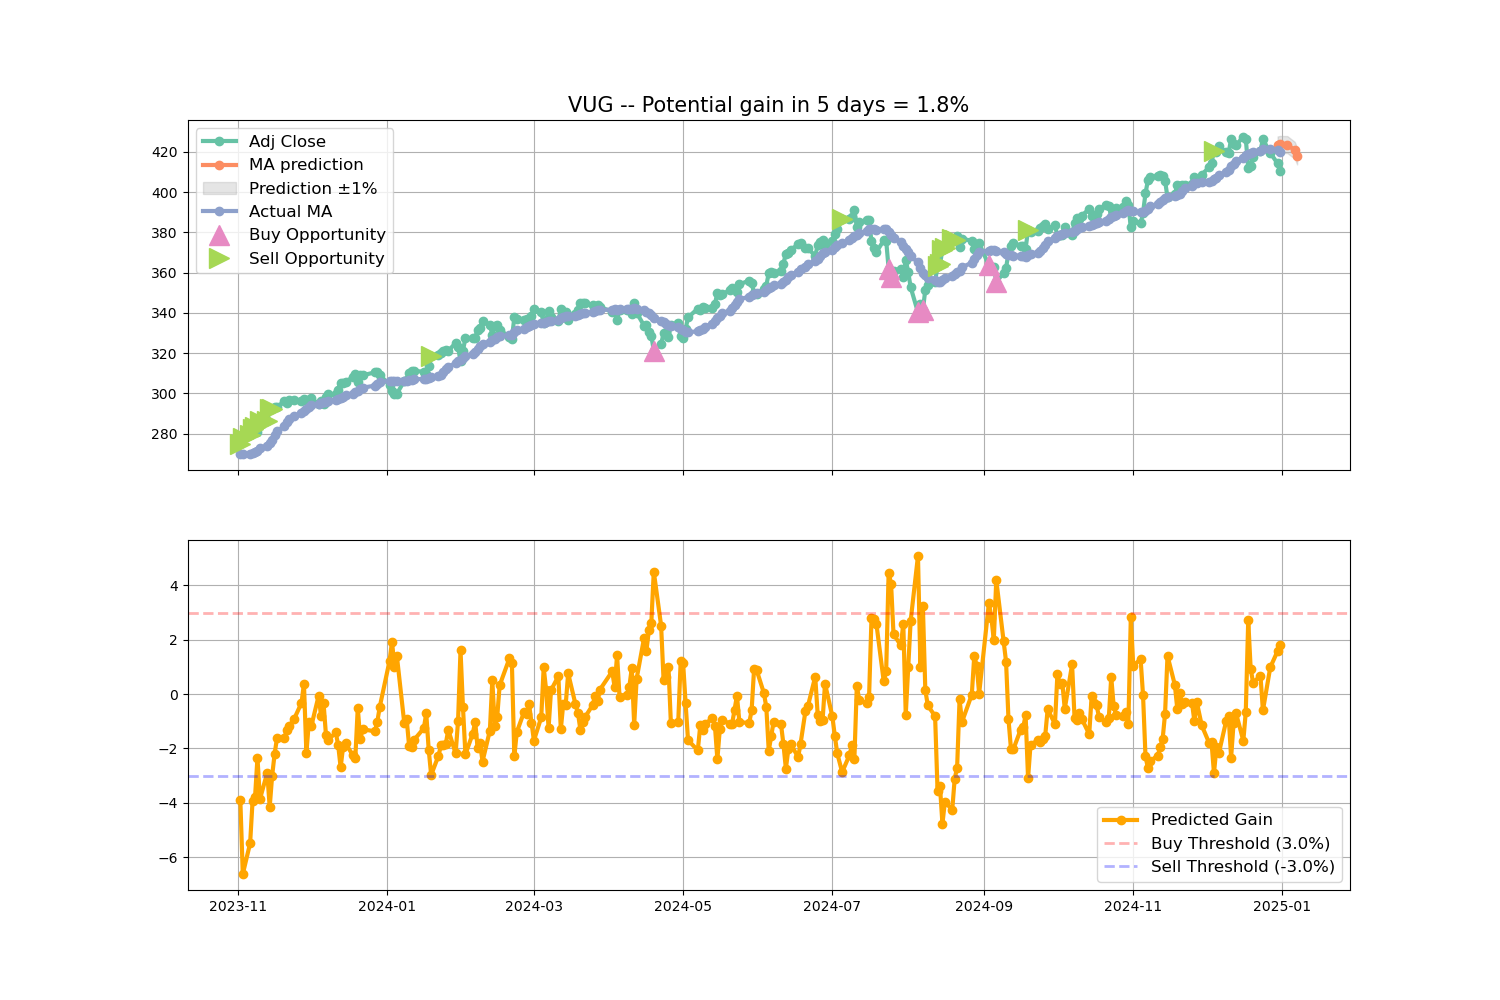 VUG -- Potential gain in 5 days = 1.8%
Adj Close
MA prediction
Prediction ±1%
Actual MA
Buy Opportunity
Sell Opportunity
420
400
380
360
340
320
300
280
4
2
0
−2
−4
−6
Predicted Gain
Buy Threshold (3.0%)
Sell Threshold (-3.0%)
2023-11 2024-01 2024-03 2024-05 2024-07 2024-09 2024-11 2025-01